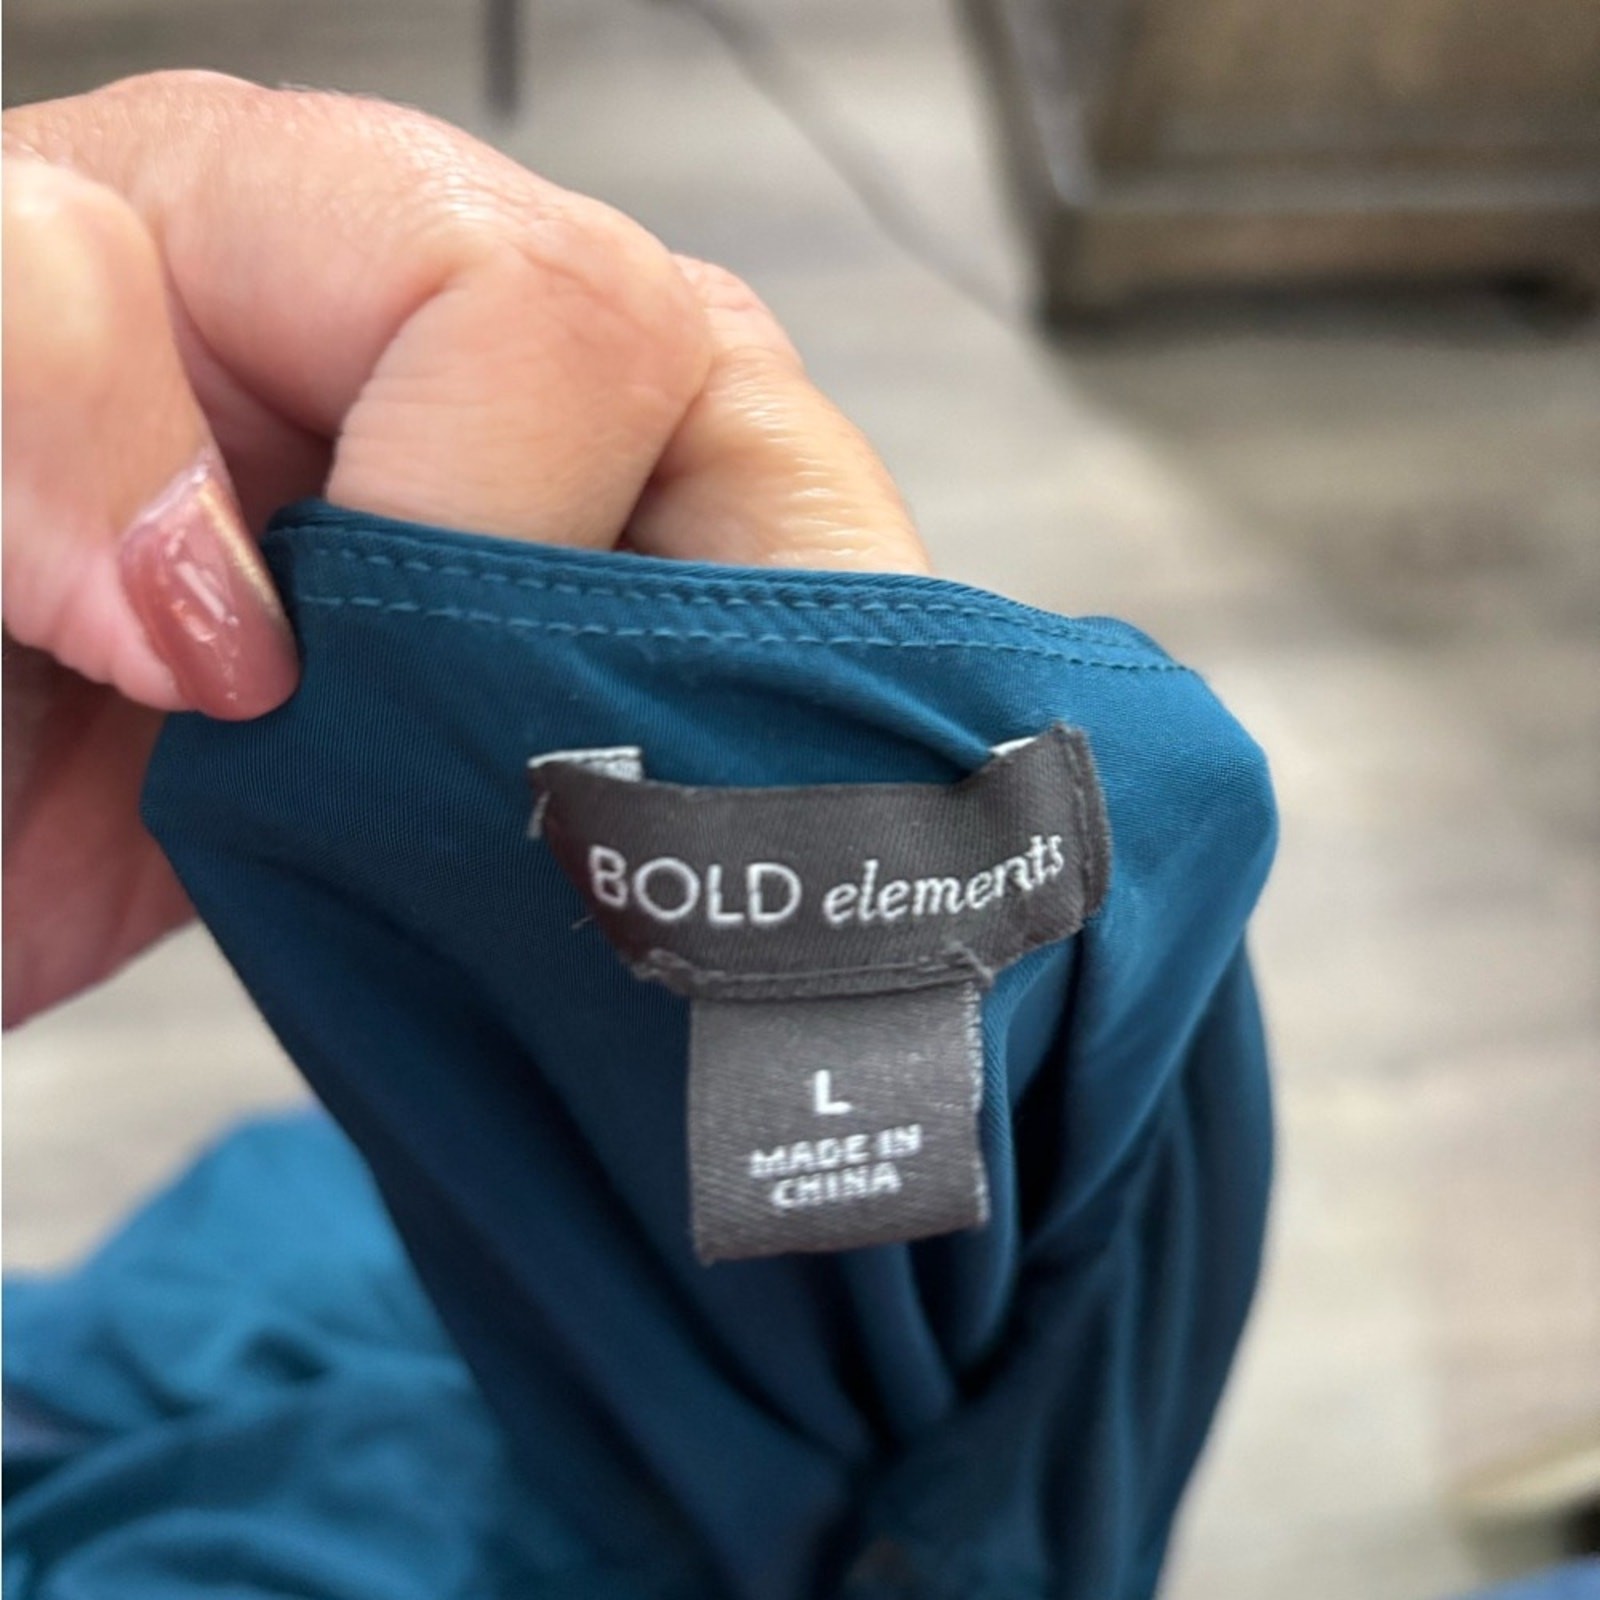 BOLD elements
L
MADE IN
CHINA